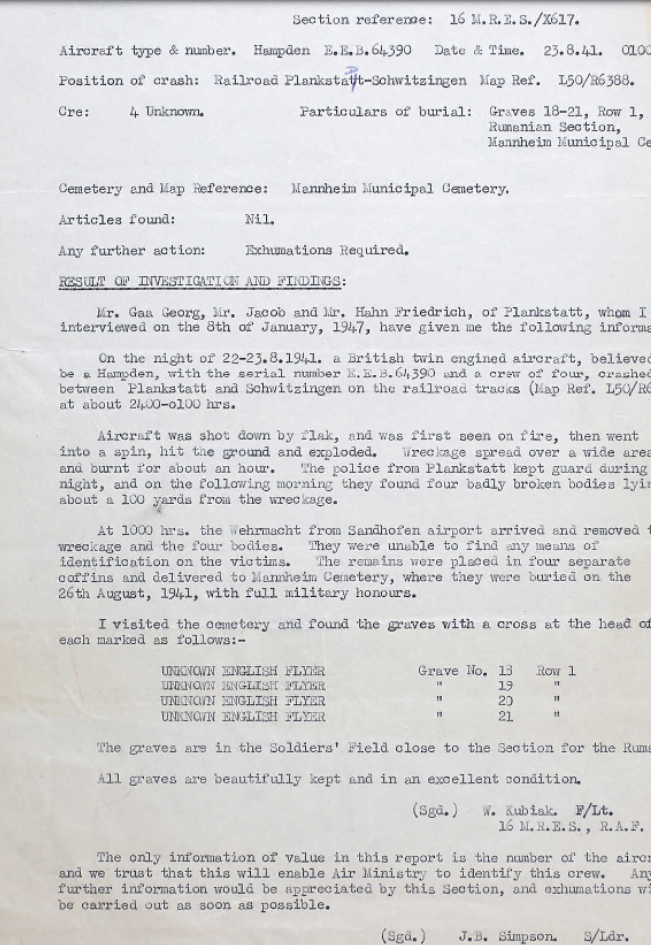 Section reference: 16 M.R.E.S./X617.
Aircraft type & number. Hampden E.E.B.64390 Date & Time. 23.8.41. 0100
Position of crash: Railroad Plankstatt-Schwitzingen Map Ref. L50/R6388.
Cre: 4 Unknown. Particulars of burial: Graves 18-21, Row 1,
Rumanian Section,
Mannheim Municipal Ce
Cemetery and Map Reference: Mannheim Municipal Cemetery.
Articles found: Nil.
Any further action: Exhumations Required.
RESULT OF INVESTIGATION AND FINDINGS:
Mr. Gaa Georg, Mr. Jacob and Mr. Hahn Friedrich, of Plankstatt, whom I
interviewed on the 8th of January, 1947, have given me the following informa
On the night of 22-23.8.1941. a British twin engined aircraft, believed
be a Hampden, with the serial number E.E.B.64390 and a crew of four, crashed
between Plankstatt and Schwitzingen on the railroad tracks (Map Ref. L50/R6
at about 2400-0100 hrs.
Aircraft was shot down by flak, and was first seen on fire, then went
into a spin, hit the ground and exploded. Wreckage spread over a wide area
and burnt for about an hour. The police from Plankstatt kept guard during
night, and on the following morning they found four badly broken bodies lyin
about a 100 yards from the wreckage.
At 1000 hrs. the Wehrmacht from Sandhofen airport arrived and removed t
wreckage and the four bodies. They were unable to find any means of
identification on the victims. The remains were placed in four separate
coffins and delivered to Mannheim Cemetery, where they were buried on the
26th August, 1941, with full military honours.
I visited the cemetery and found the graves with a cross at the head of
each marked as follows:-
UNKNOWN ENGLISH FLYER Grave No. 18 Row 1
UNKNOWN ENGLISH FLYER " 19 "
UNKNOWN ENGLISH FLYER " 20 "
UNKNOWN ENGLISH FLYER " 21 "
The graves are in the Soldiers' Field close to the Section for the Ruma
All graves are beautifully kept and in an excellent condition.
(Sgd.) W. Kubiak. F/Lt.
16 M.R.E.S., R.A.F.
The only information of value in this report is the number of the aircr
and we trust that this will enable Air Ministry to identify this crew. Any
further information would be appreciated by this Section, and exhumations wi
be carried out as soon as possible.
(Sgd.) J.B. Simpson. S/Ldr.